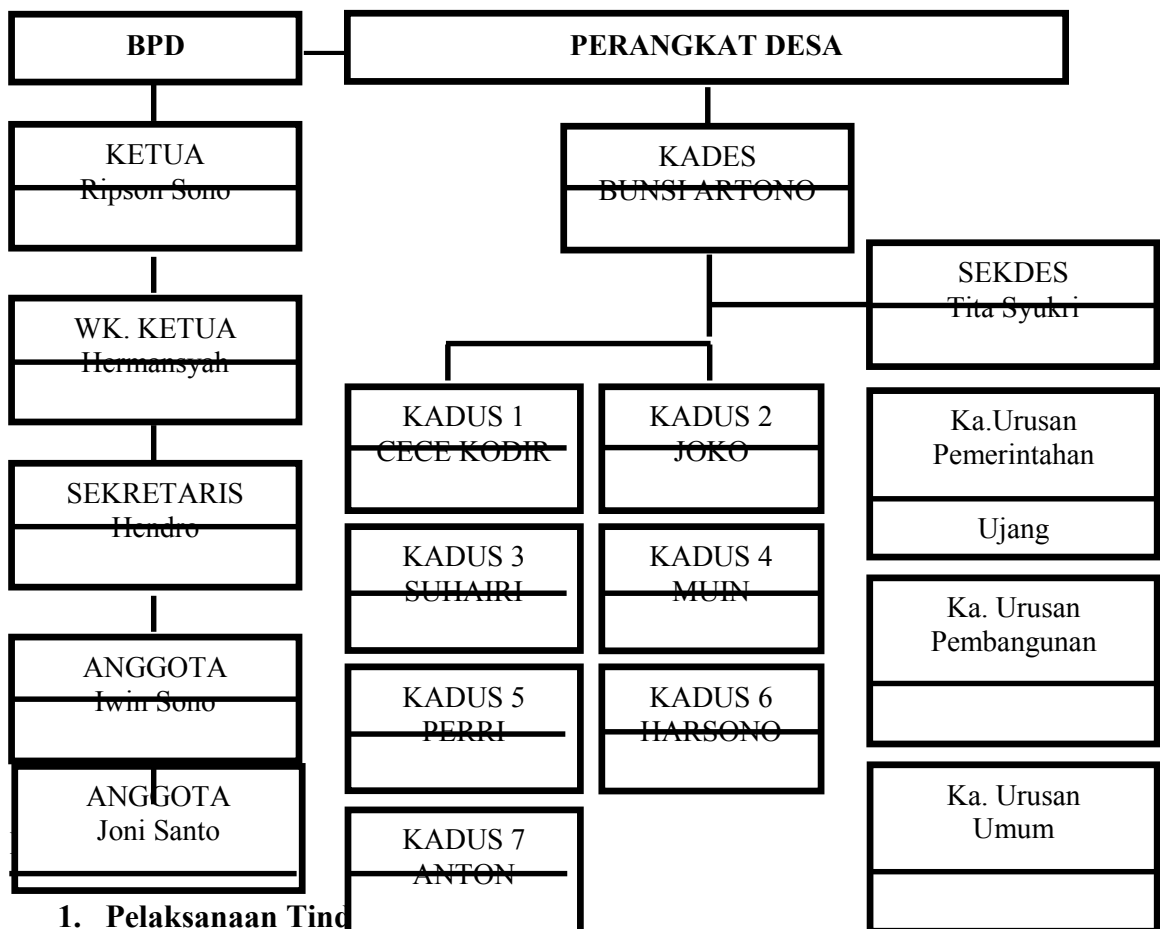 BPD
PERANGKAT DESA
KETUA
Ripson Sono
KADES
BUNSI ARTONO
SEKDES
Tita Syukri
WK. KETUA
Hermansyah
SEKRETARIS
Hendro
ANGGOTA
Iwin Sono
ANGGOTA
Joni Santo
KADUS 1
CECE KODIR
KADUS 2
JOKO
KADUS 3
SUHAIRI
KADUS 4
MUIN
KADUS 5
PERRI
KADUS 6
HARSONO
KADUS 7
ANTON
Ka.Urusan
Pemerintahan
Ujang
Ka. Urusan
Pembangunan
Ka. Urusan
Umum
1. Pelaksanaan Tind